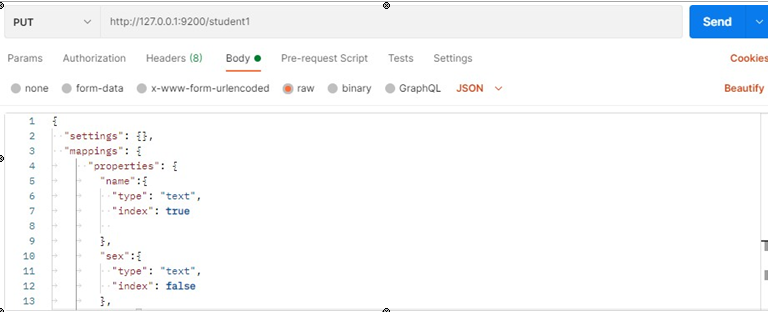 PUT http://127.0.0.1:9200/student1 Send
Params Authorization Headers (8) Body Pre-request Script Tests Settings Cookies
none form-data x-www-form-urlencoded raw binary GraphQL JSON Beautify
1 {
2 "settings": {},
3 "mappings": {
4 "properties": {
5 "name":{
6 "type": "text",
7 "index": true
8
9 },
10 "sex":{
11 "type": "text",
12 "index": false
13 },